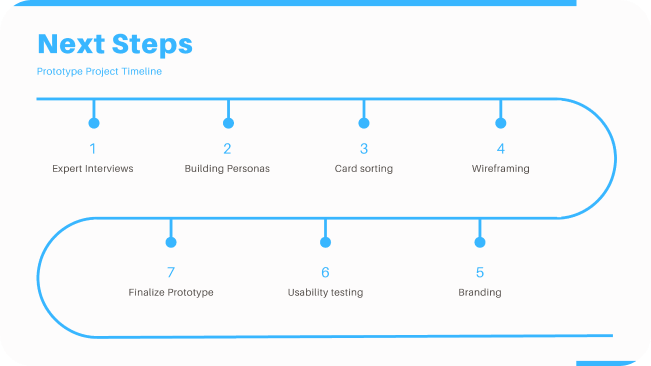 Next Steps
Prototype Project Timeline
1
Expert Interviews
2
Building Personas
3
Card sorting
4
Wireframing
5
Branding
6
Usability testing
7
Finalize Prototype